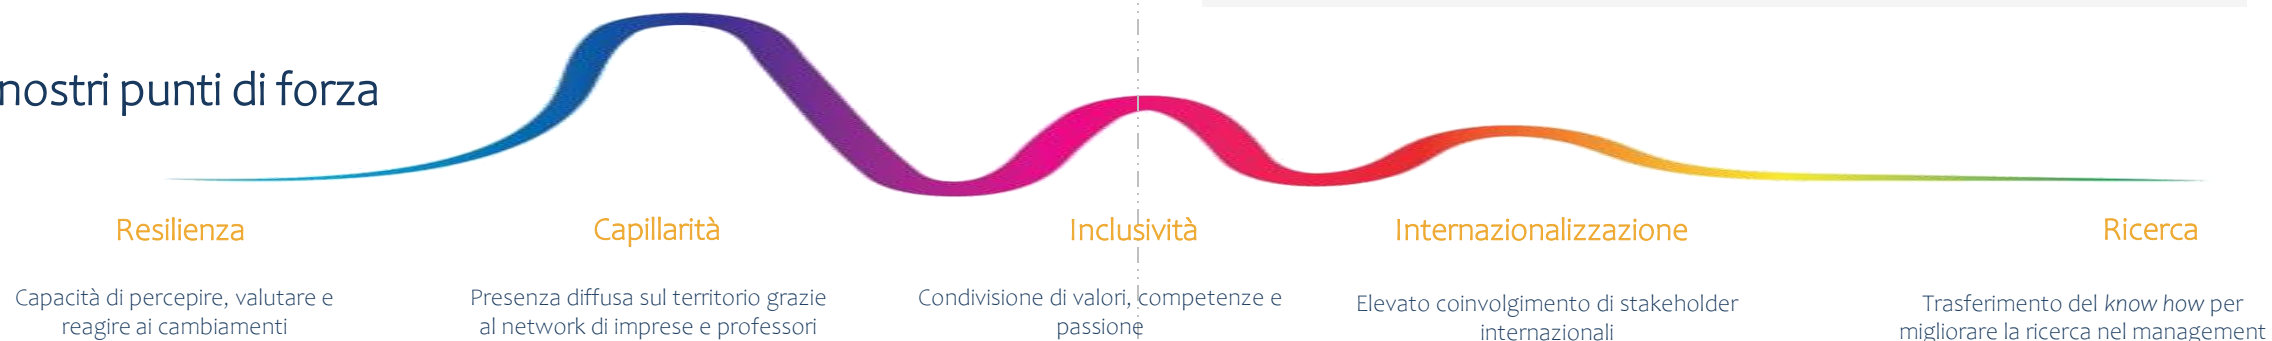 nostri punti di forza
Resilienza
Capacità di percepire, valutare e
reagire ai cambiamenti
Capillarità
Presenza diffusa sul territorio grazie
al network di imprese e professori
Inclusività
Condivisione di valori, competenze e
passione
Internazionalizzazione
Elevato coinvolgimento di stakeholder
internazionali
Ricerca
Trasferimento del know how per
migliorare la ricerca nel management